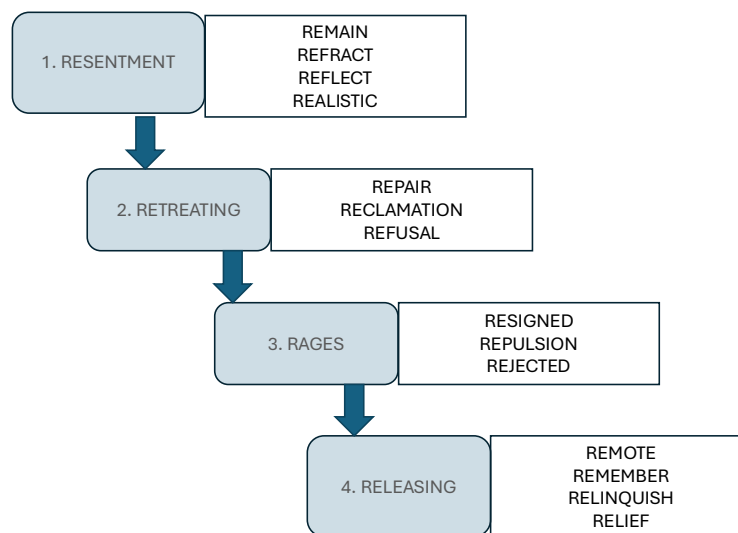 1. RESENTMENT
REMAIN
REFRACT
REFLECT
REALISTIC
2. RETREATING
REPAIR
RECLAMATION
REFUSAL
3. RAGES
RESIGNED
REPULSION
REJECTED
4. RELEASING
REMOTE
REMEMBER
RELINQUISH
RELIEF